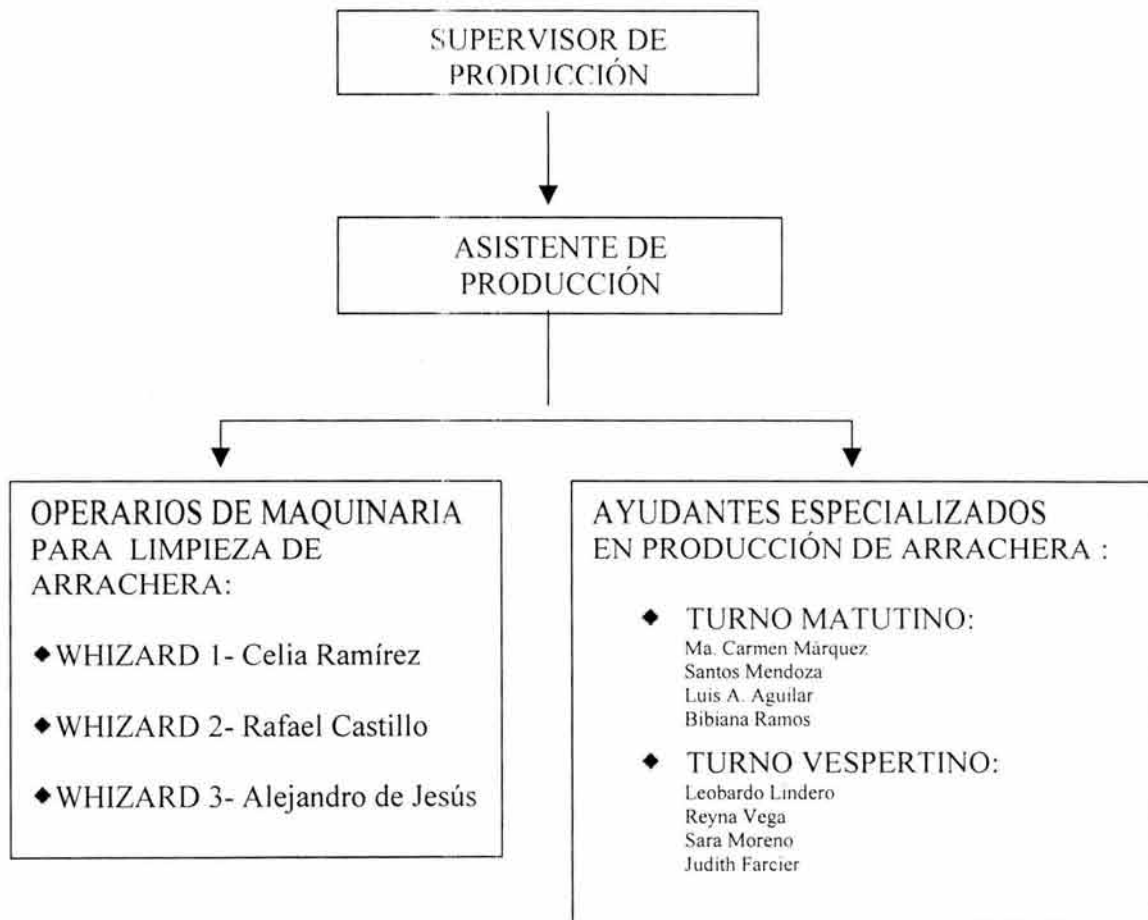 SUPERVISOR DE
PRODUCCIÓN
ASISTENTE DE
PRODUCCIÓN
OPERARIOS DE MAQUINARIA
PARA LIMPIEZA DE
ARRACHERA:
◆ WHIZARD 1- Celia Ramírez
◆ WHIZARD 2- Rafael Castillo
◆ WHIZARD 3- Alejandro de Jesús
AYUDANTES ESPECIALIZADOS
EN PRODUCCIÓN DE ARRACHERA :
◆ TURNO MATUTINO:
Ma. Carmen Márquez
Santos Mendoza
Luis A. Aguilar
Bibiana Ramos
◆ TURNO VESPERTINO:
Leobardo Lindero
Reyna Vega
Sara Moreno
Judith Farcier